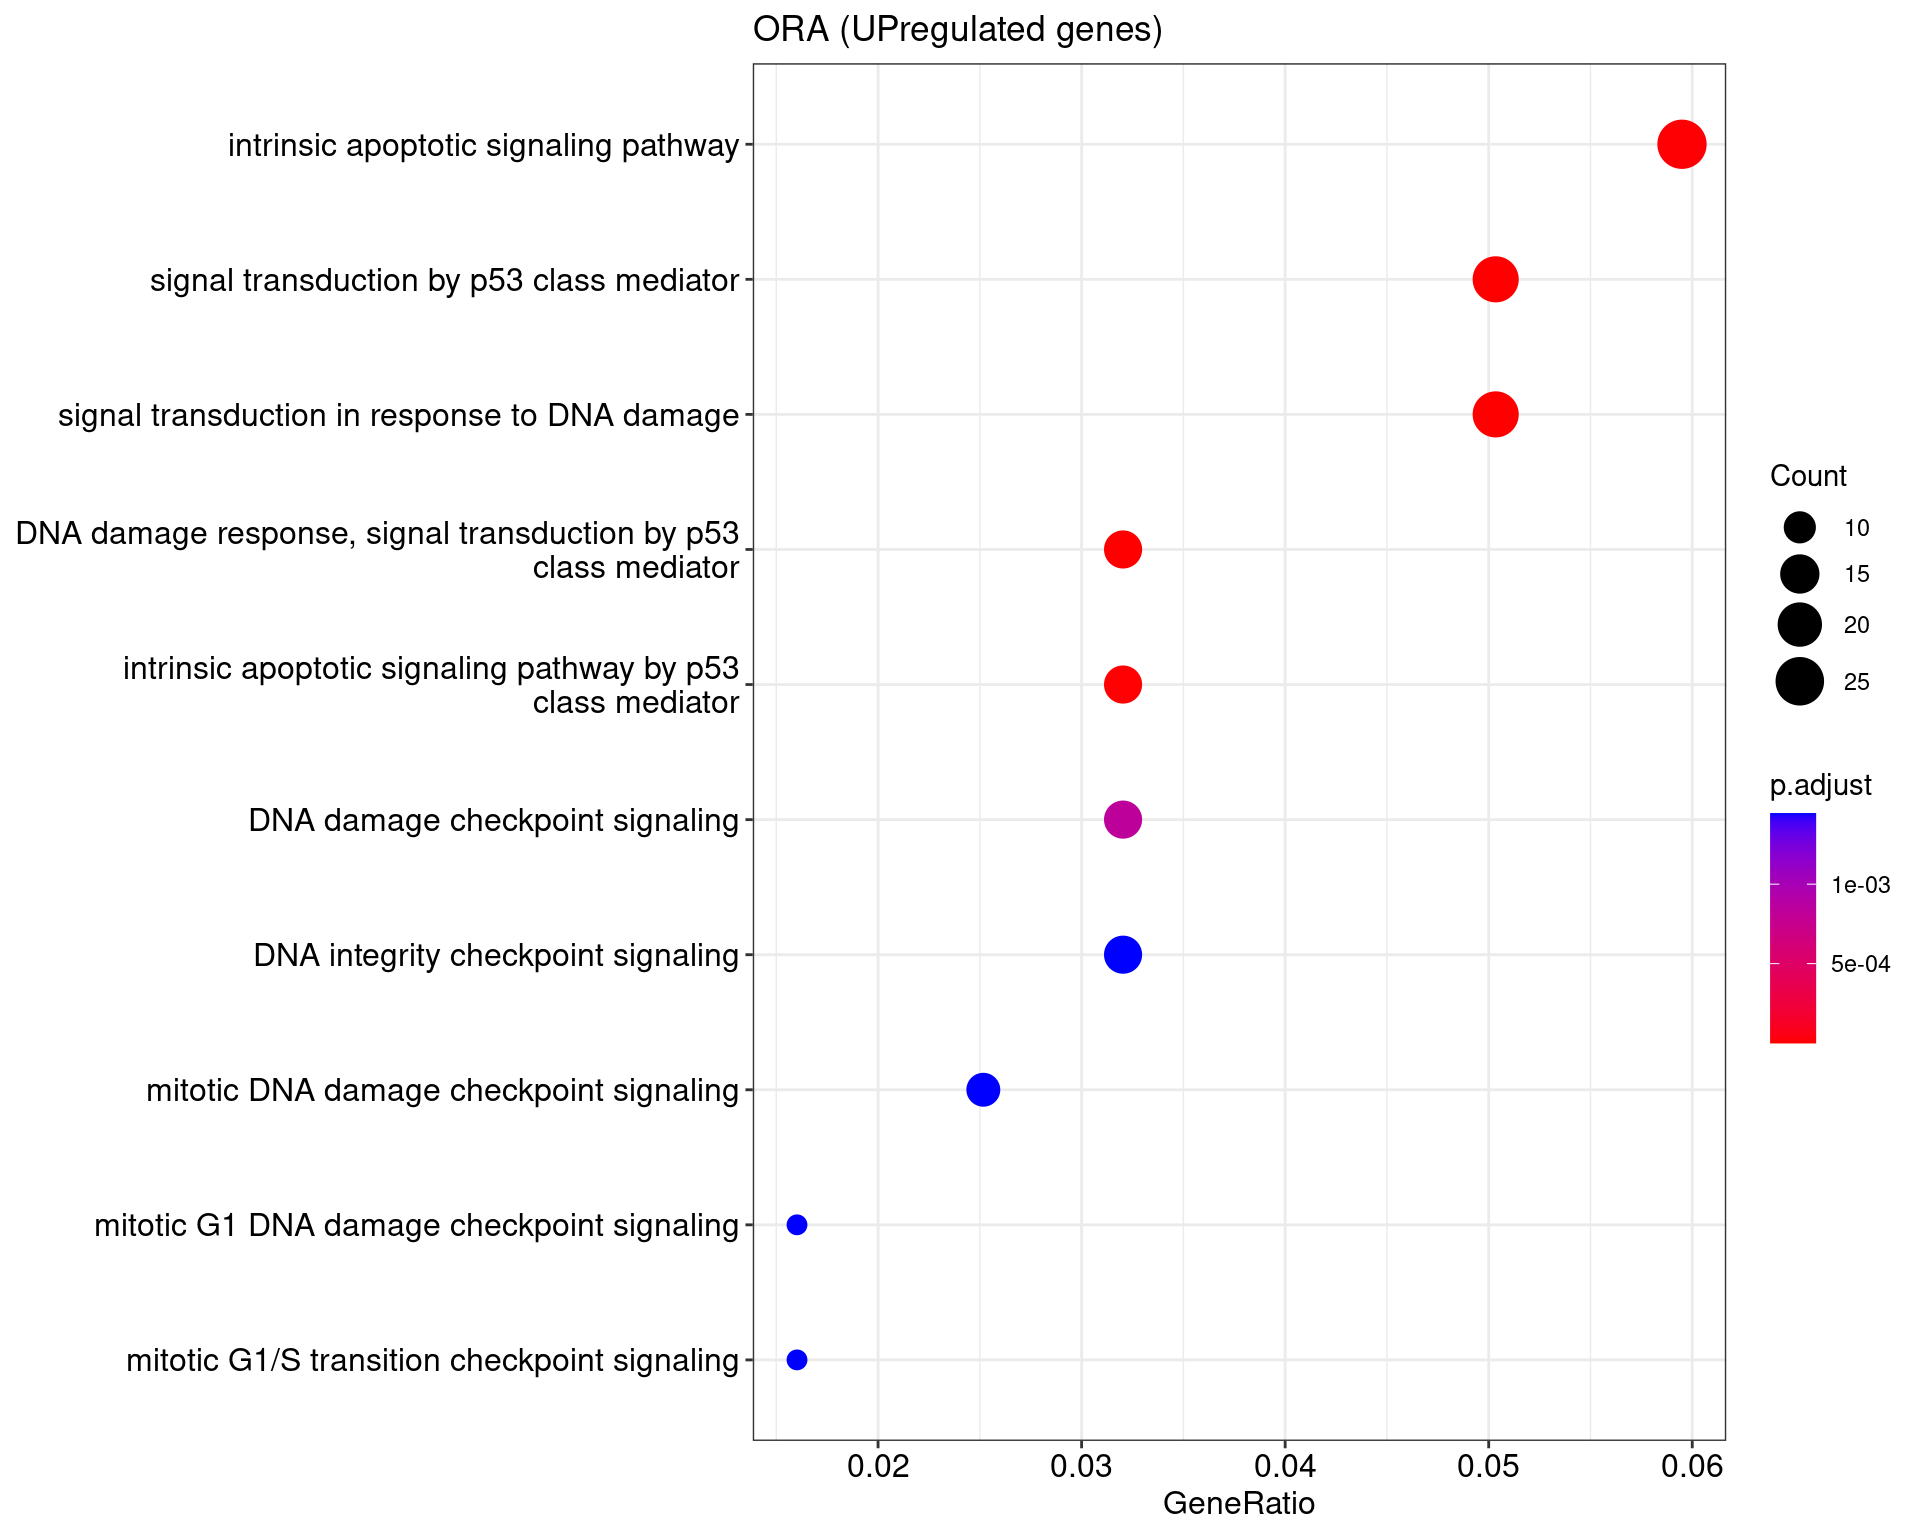 ORA (UPregulated genes)
intrinsic apoptotic signaling pathway
signal transduction by p53 class mediator
signal transduction in response to DNA damage
DNA damage response, signal transduction by p53
class mediator
intrinsic apoptotic signaling pathway by p53
class mediator
DNA damage checkpoint signaling
DNA integrity checkpoint signaling
mitotic DNA damage checkpoint signaling
mitotic G1 DNA damage checkpoint signaling
mitotic G1/S transition checkpoint signaling
0.02
0.03
0.04
0.05
0.06
GeneRatio
Count
10
15
20
25
p.adjust
1e-03
5e-04